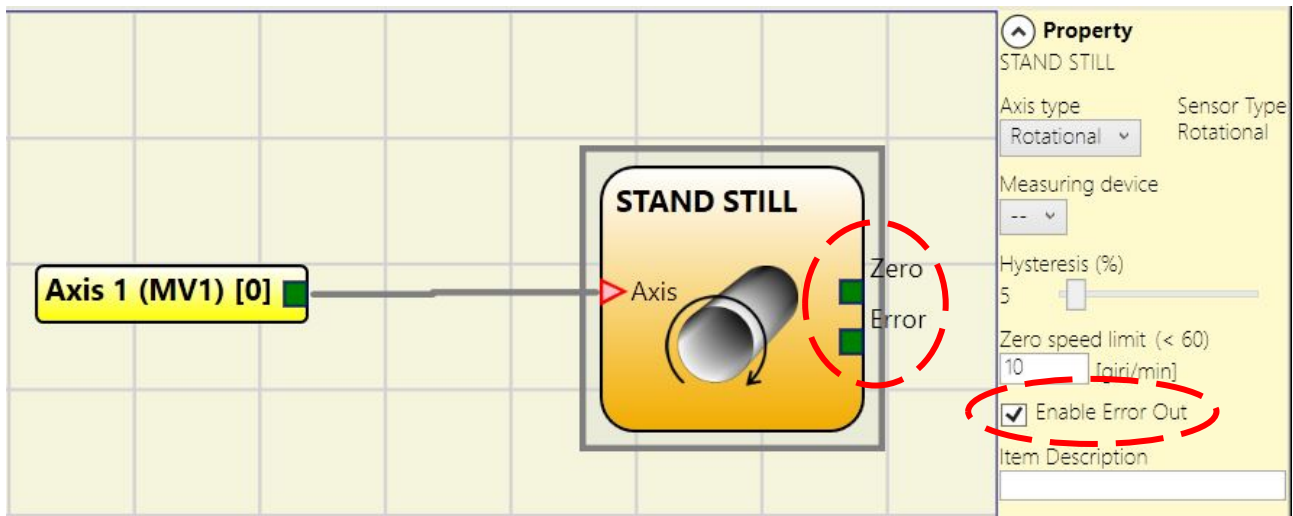 Axis 1 (MV1) [0]
STAND STILL
Axis
Zero
Error
Property
STAND STILL
Axis type
Sensor Type
Rotational
Rotational
Measuring device
--
Hysteresis (%)
5
Zero speed limit (< 60)
10 [giri/min]
Enable Error Out
Item Description